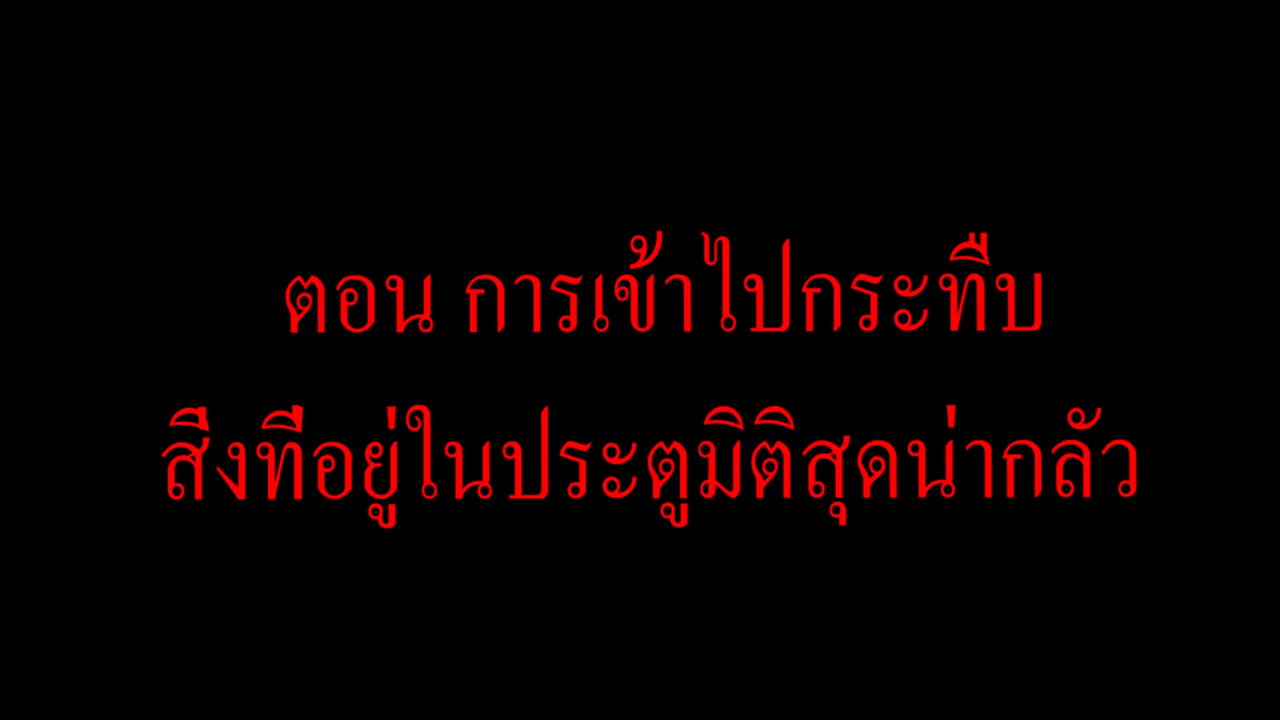 ตอน การเข้าไปกระทืบ
สิ่งที่อยู่ในประตูมิติสุดน่ากลัว